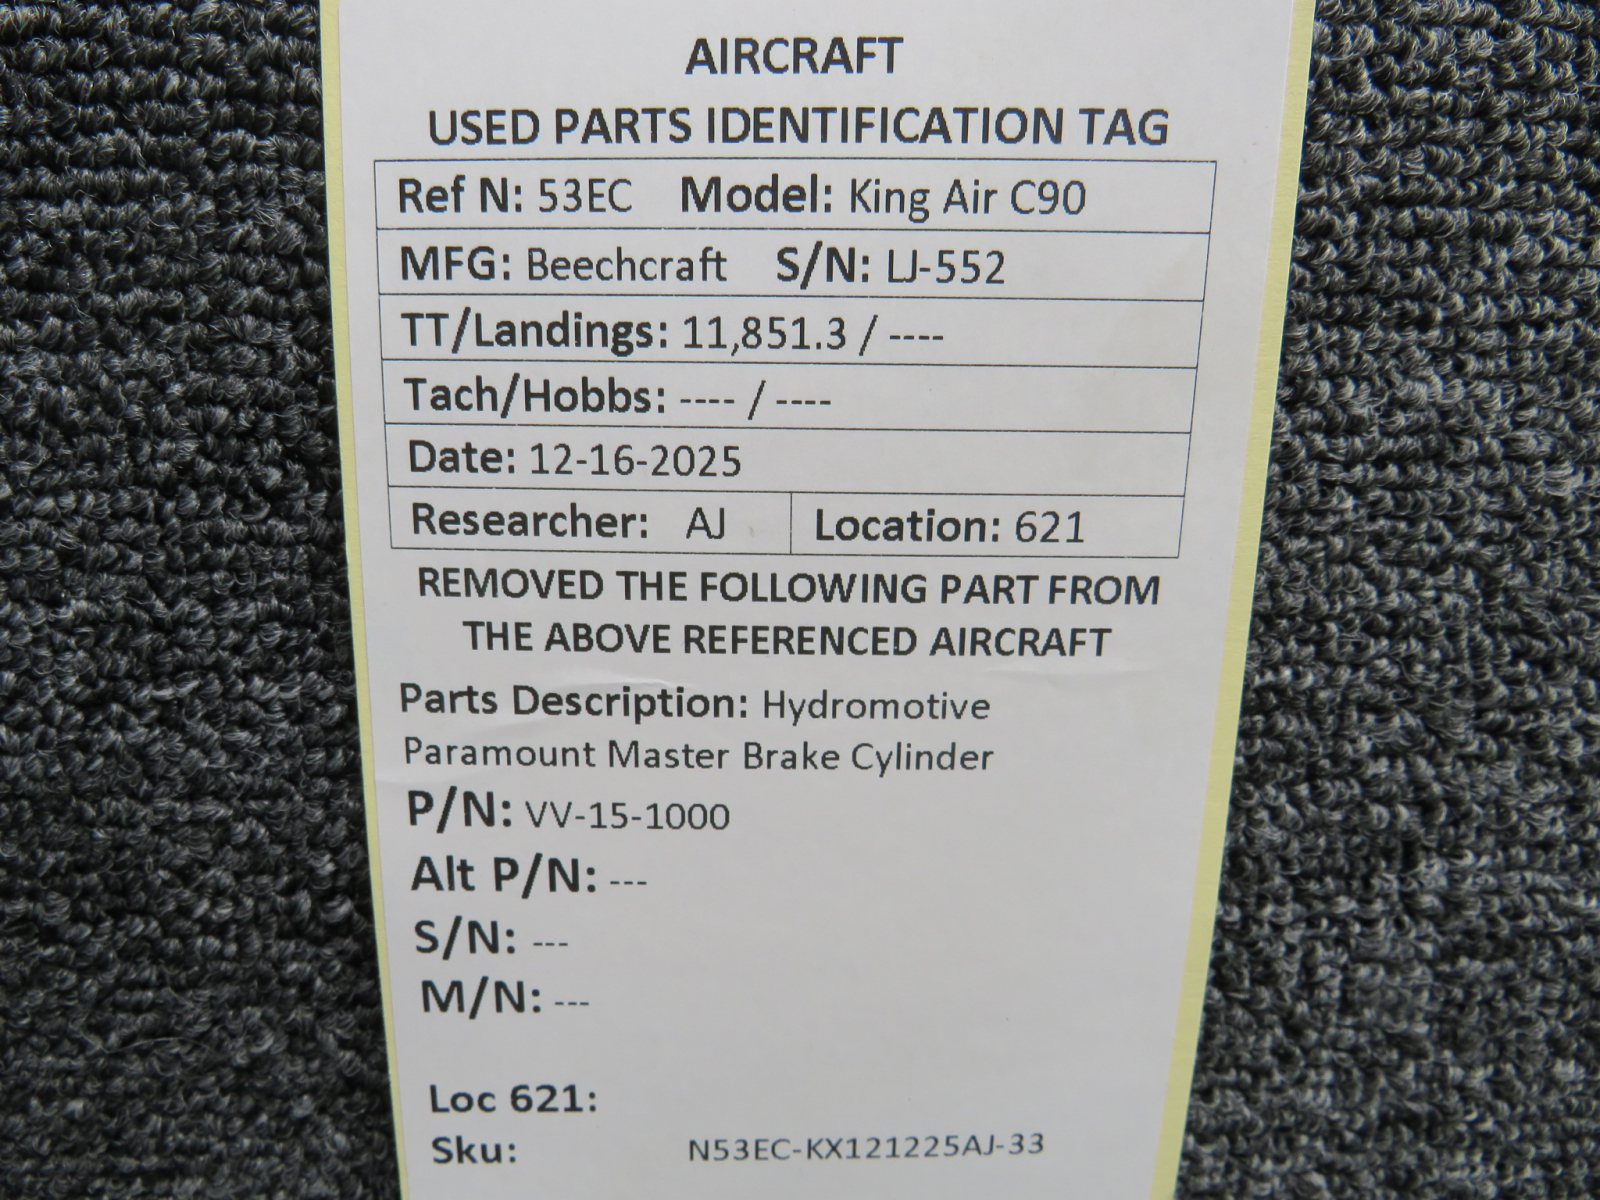 AIRCRAFT
USED PARTS IDENTIFICATION TAG
Ref N: 53EC Model: King Air C90
MFG: Beechcraft S/N: LJ-552
TT/Landings: 11,851.3 / ----
Tach/Hobbs: ---- / ----
Date: 12-16-2025
Researcher: AJ Location: 621
REMOVED THE FOLLOWING PART FROM
THE ABOVE REFERENCED AIRCRAFT
Parts Description: Hydromotive
Paramount Master Brake Cylinder
P/N: VV-15-1000
Alt P/N: ---
S/N: ---
M/N: ---
Loc 621:
Sku: N53EC-KX121225AJ-33